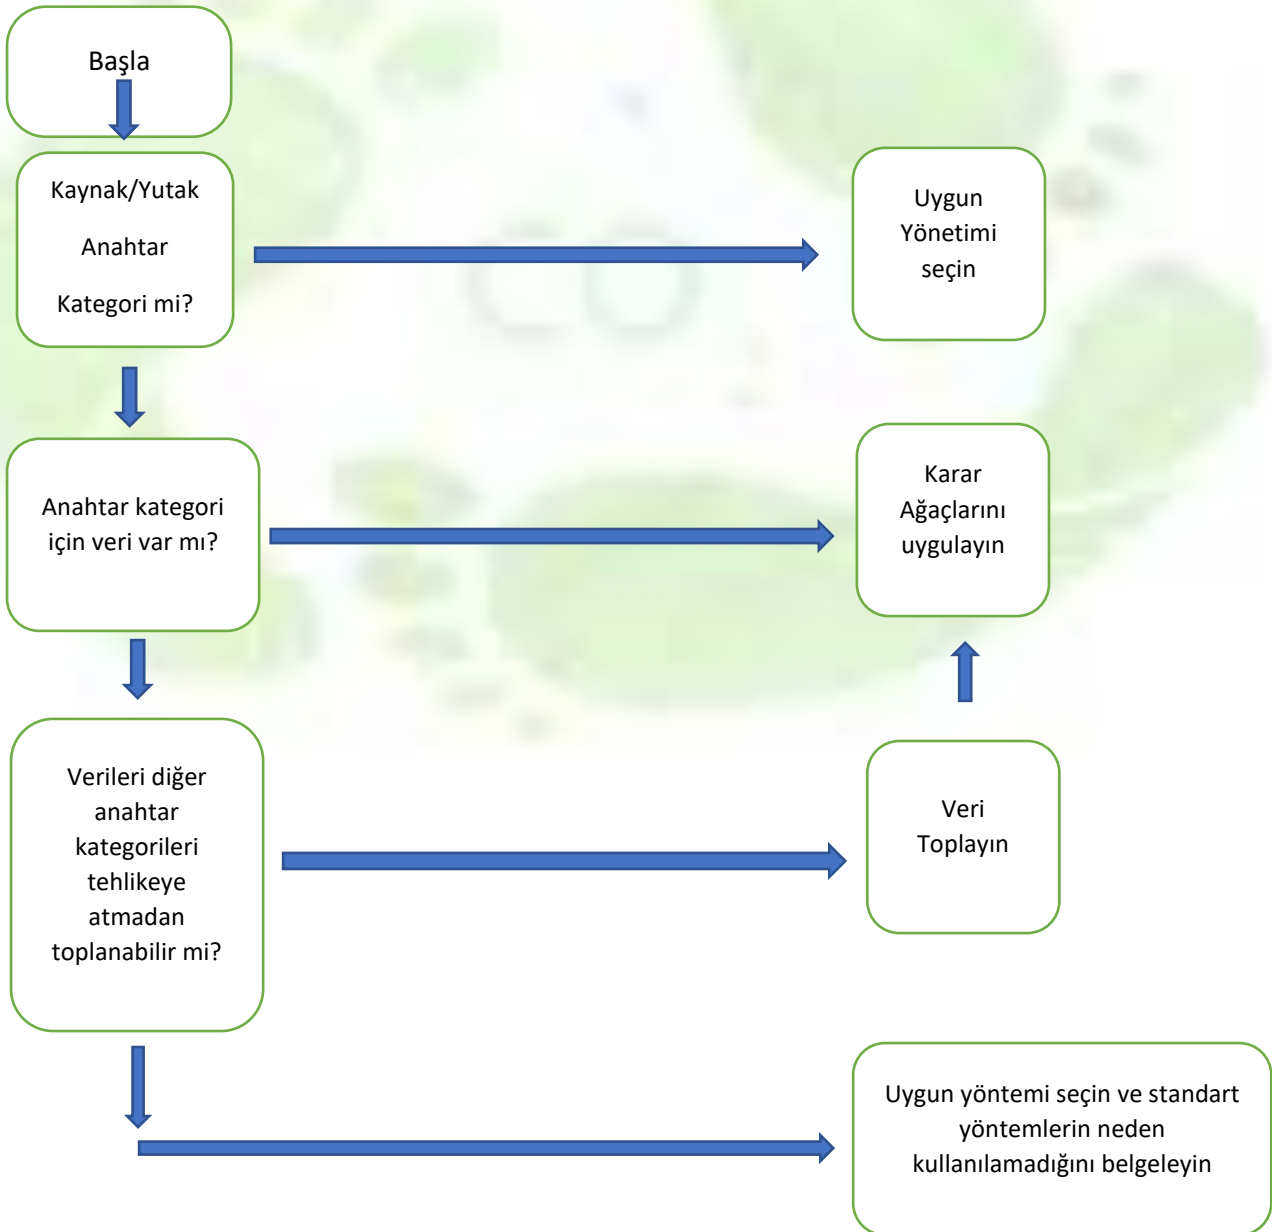 Başla
Kaynak/Yutak
Anahtar
Kategori mi?
Uygun
Yönetimi
seçin
Anahtar kategori
için veri var mı?
Karar
Ağaçlarını
uygulayın
Verileri diğer
anahtar
kategorileri
tehlikeye
atmadan
toplanabilir mi?
Veri
Toplayın
Uygun yöntemi seçin ve standart
yöntemlerin neden
kullanılamadığını belgeleyin